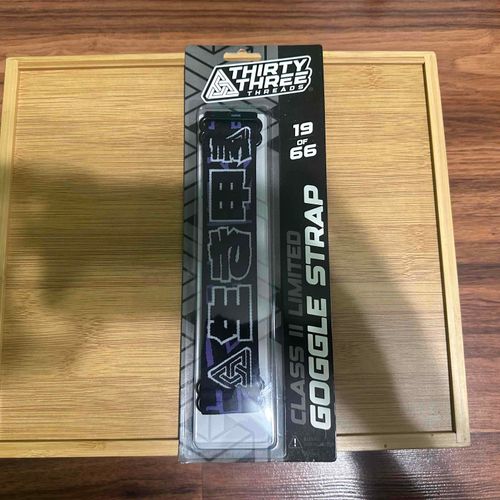 THIRTY
THREE
THREADS
19
OF
66
CLASS II LIMITED
GOGGLE STRAP
生き甲